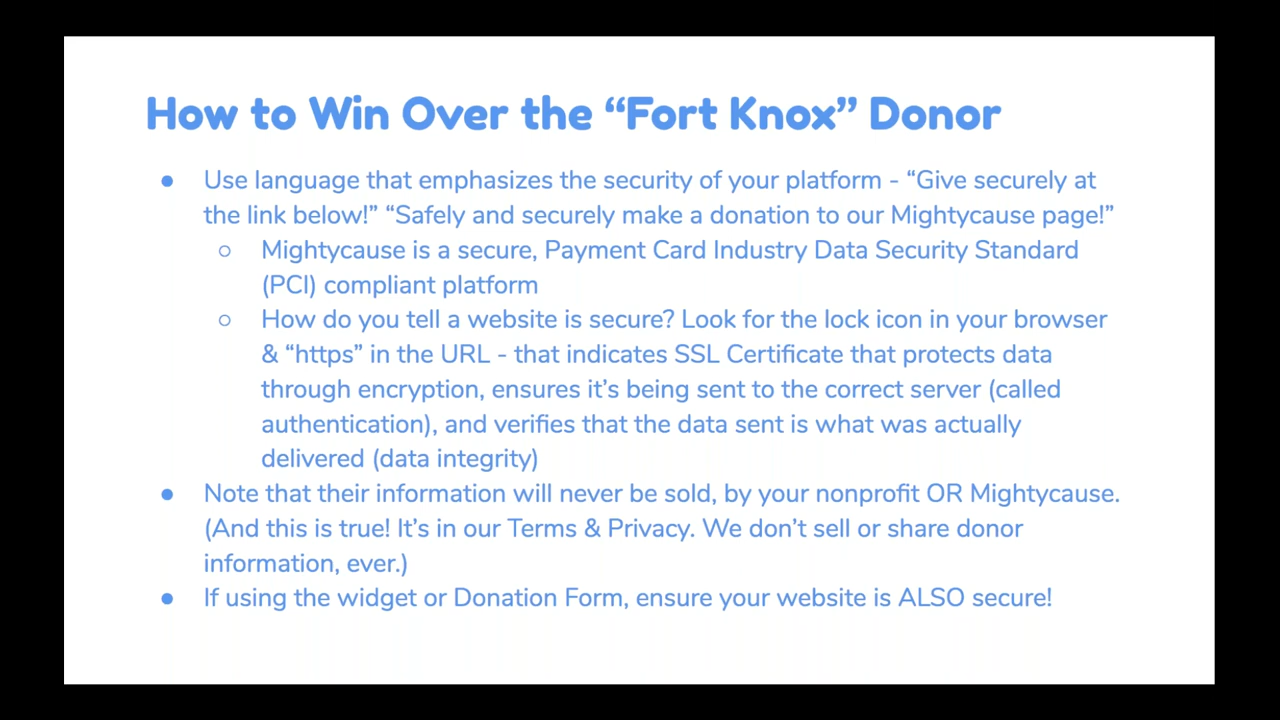 How to Win Over the “Fort Knox” Donor
● Use language that emphasizes the security of your platform - “Give securely at
the link below!” “Safely and securely make a donation to our Mightycause page!”
○ Mightycause is a secure, Payment Card Industry Data Security Standard
(PCI) compliant platform
○ How do you tell a website is secure? Look for the lock icon in your browser
& “https” in the URL - that indicates SSL Certificate that protects data
through encryption, ensures it’s being sent to the correct server (called
authentication), and verifies that the data sent is what was actually
delivered (data integrity)
● Note that their information will never be sold, by your nonprofit OR Mightycause.
(And this is true! It’s in our Terms & Privacy. We don’t sell or share donor
information, ever.)
● If using the widget or Donation Form, ensure your website is ALSO secure!